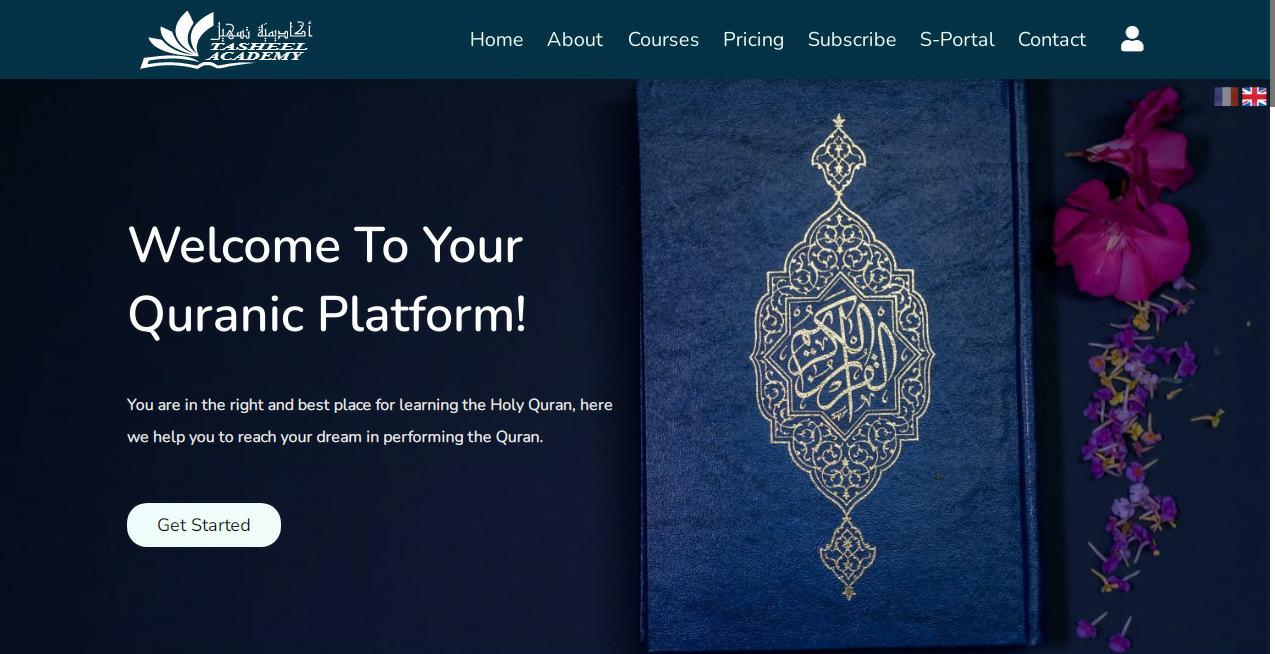 أكاديمية تسهيل
TASHEEL
ACADEMY
Home About Courses Pricing Subscribe S-Portal Contact
Welcome To Your
Quranic Platform!
You are in the right and best place for learning the Holy Quran, here
we help you to reach your dream in performing the Quran.
Get Started
القرآن الكريم